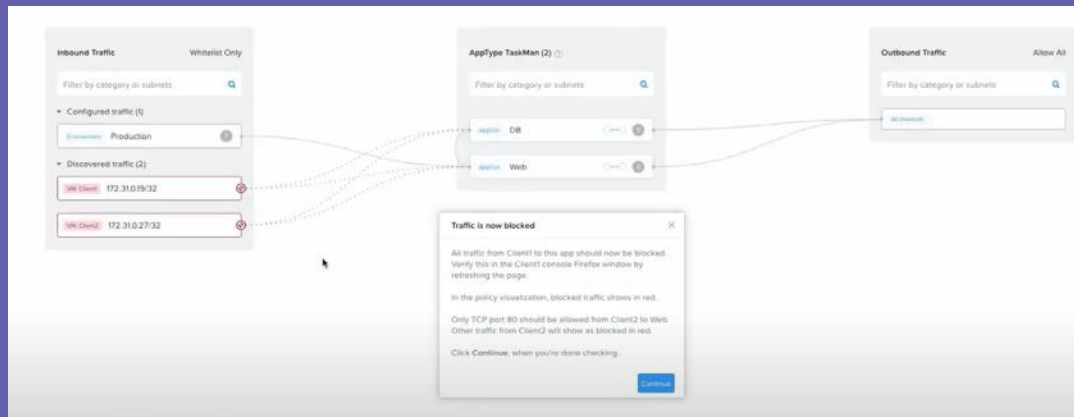 Inbound Traffic Whitelist Only
Filter by category or subnets
Configured traffic (1)
Environment Production
Discovered traffic (2)
VM: Client1 172.31.0.19/32
VM: Client2 172.31.0.27/32
AppType TaskMan (2)
Filter by category or subnets
AppTier DB
AppTier Web
Outbound Traffic Allow All
Filter by category or subnets
Traffic is now blocked
All traffic from Client1 to this app should now be blocked.
Verify this in the Client1 console Firefox window by
refreshing the page.
In the policy visualization, blocked traffic shows in red.
Only TCP port 80 should be allowed from Client2 to Web.
Other traffic from Client2 will show as blocked in red.
Click Continue, when you're done checking.
Continue